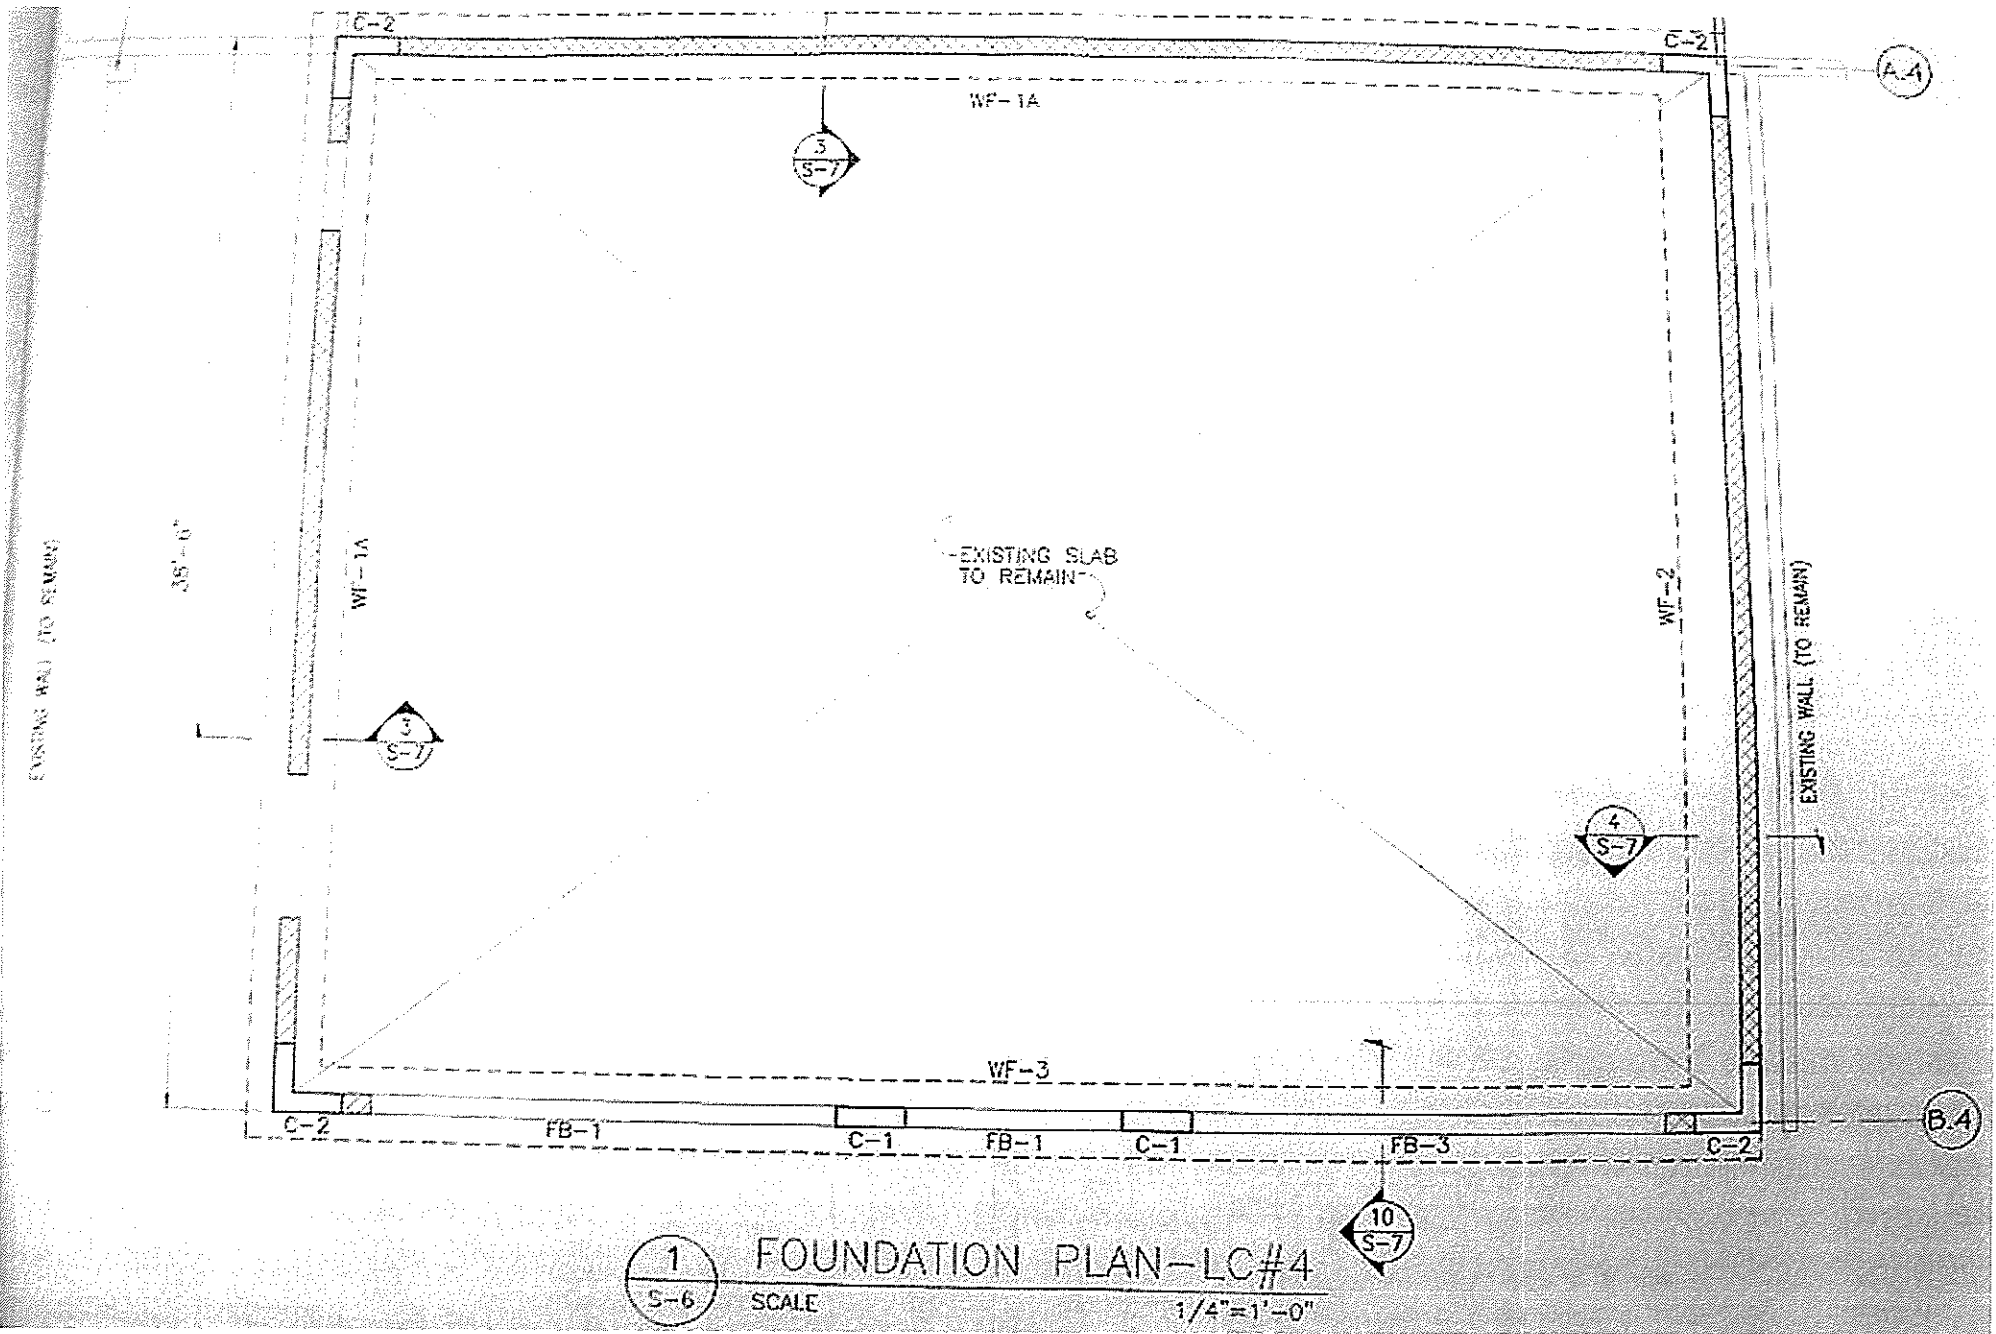 C-2
C-2
A.4
WF-1A
3
S-7
EXISTING SLAB
TO REMAIN
WF-1A
WF-2
EXISTING WALL (TO REMAIN)
EXISTING WALL (TO REMAIN)
3
S-7
4
S-7
WF-3
C-2
FB-1
C-1
FB-1
C-1
FB-3
C-2
B.4
10
S-7
1
S-6
FOUNDATION PLAN-LC#4
SCALE
1/4"=1'-0"